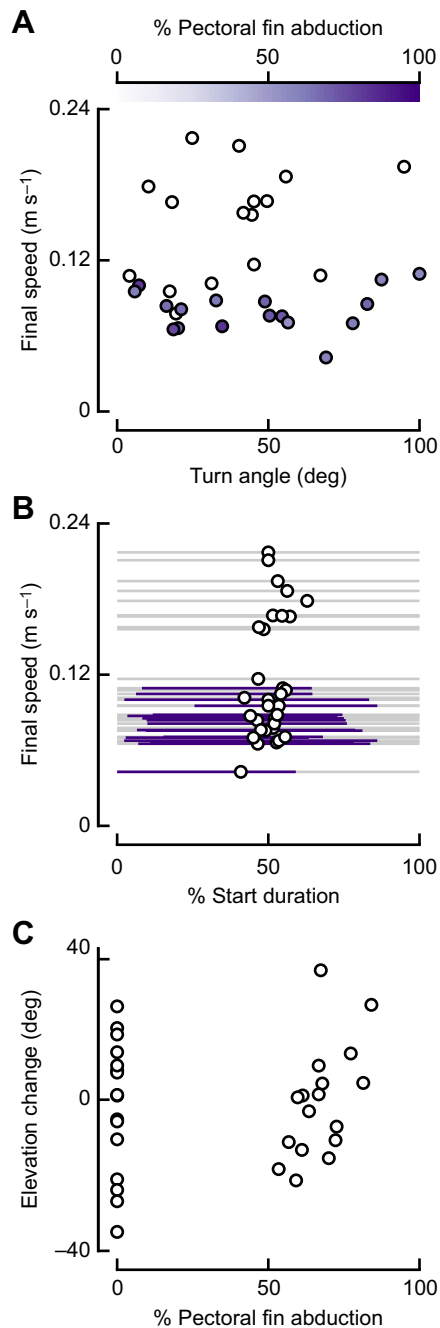 A
% Pectoral fin abduction
0 50 100
0.24
0.12
0
Final speed (m s⁻¹)
0 50 100
Turn angle (deg)
B
0.24
0.12
0
Final speed (m s⁻¹)
0 50 100
% Start duration
C
40
0
–40
Elevation change (deg)
0 50 100
% Pectoral fin abduction